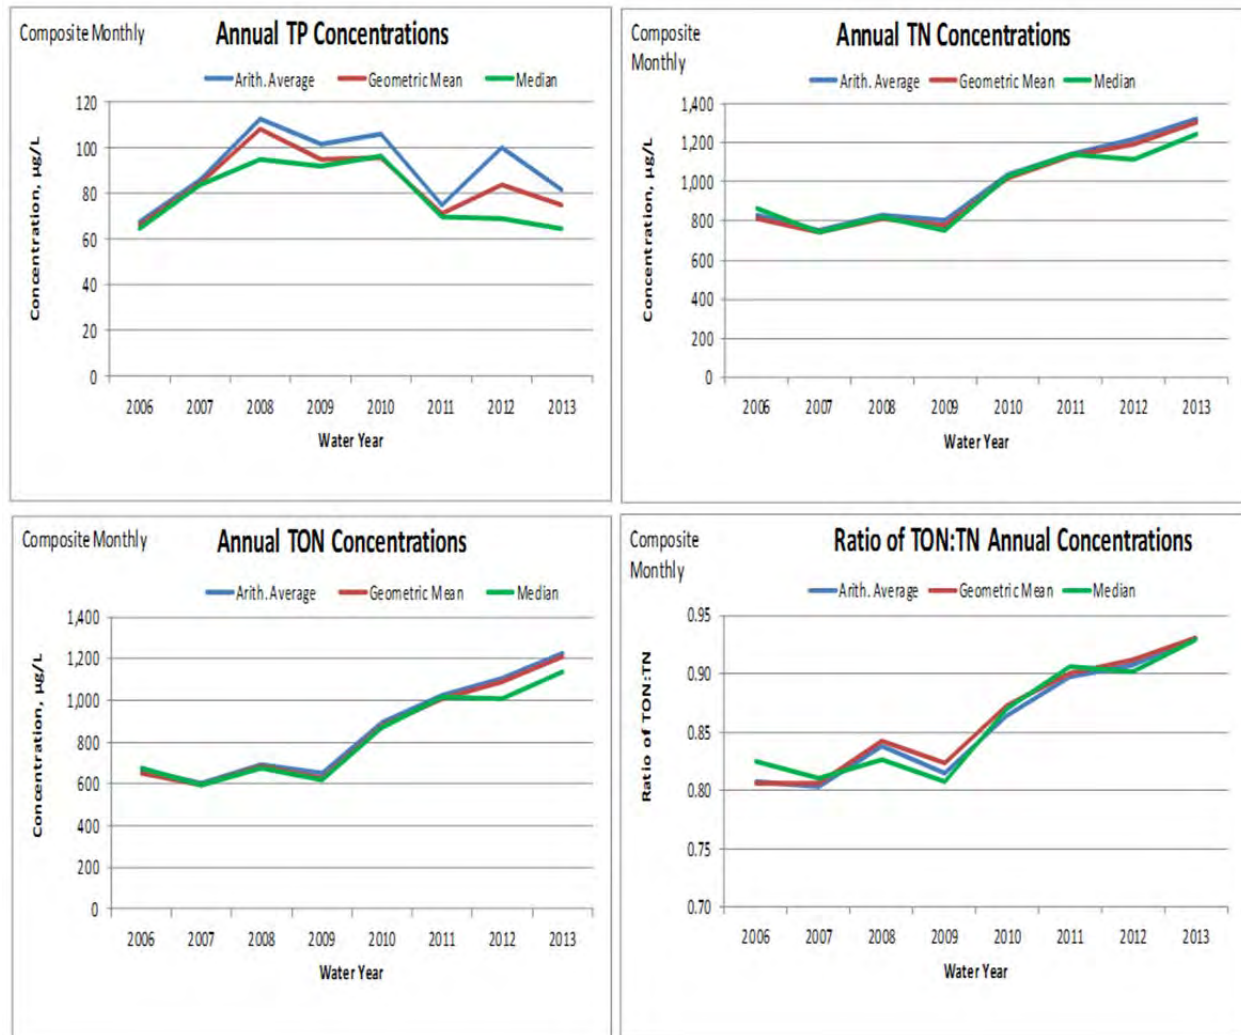 Composite Monthly
Annual TP Concentrations
Arith. Average Geometric Mean Median
Concentration, µg/L
120
100
80
60
40
20
0
2006 2007 2008 2009 2010 2011 2012 2013
Water Year
Composite
Monthly
Annual TN Concentrations
Arith. Average Geometric Mean Median
Concentration, µg/L
1,400
1,200
1,000
800
600
400
200
0
2006 2007 2008 2009 2010 2011 2012 2013
Water Year
Composite Monthly
Annual TON Concentrations
Arith. Average Geometric Mean Median
Concentration, µg/L
1,400
1,200
1,000
800
600
400
200
0
2006 2007 2008 2009 2010 2011 2012 2013
Water Year
Composite
Monthly
Ratio of TON:TN Annual Concentrations
Arith. Average Geometric Mean Median
Ratio of TON:TN
0.95
0.90
0.85
0.80
0.75
0.70
2006 2007 2008 2009 2010 2011 2012 2013
Water Year